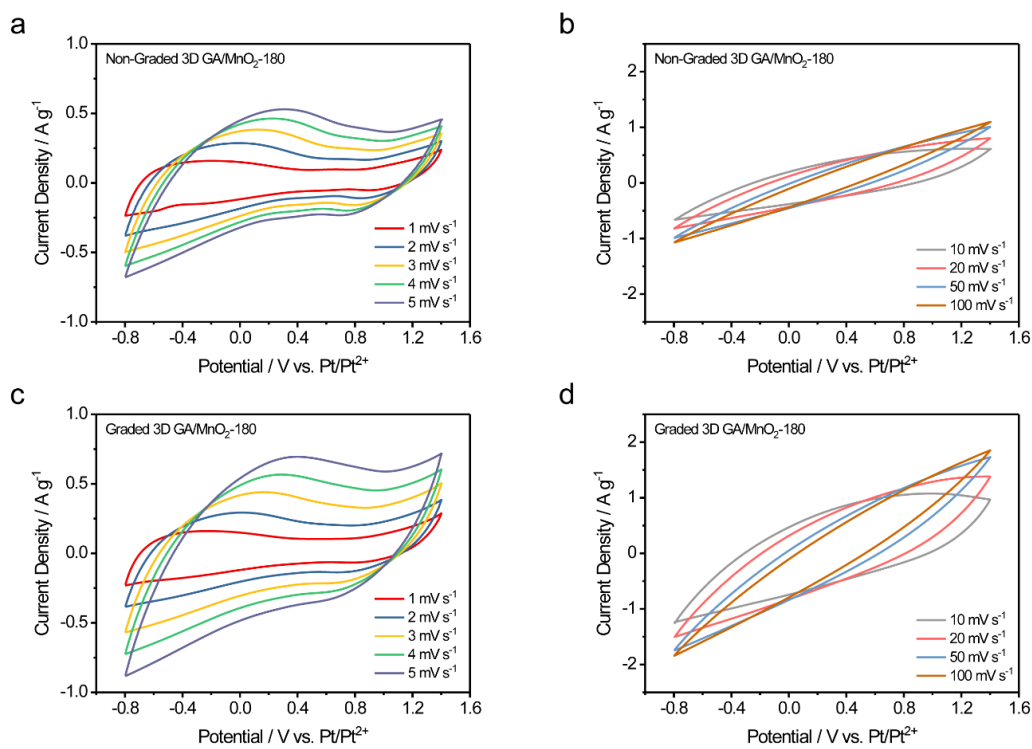 a
Non-Graded 3D GA/MnO₂-180
Current Density / A g⁻¹
1.0
0.5
0.0
-0.5
-1.0
1 mV s⁻¹
2 mV s⁻¹
3 mV s⁻¹
4 mV s⁻¹
5 mV s⁻¹
-0.8 -0.4 0.0 0.4 0.8 1.2 1.6
Potential / V vs. Pt/Pt²⁺
b
Non-Graded 3D GA/MnO₂-180
Current Density / A g⁻¹
2
1
0
-1
-2
10 mV s⁻¹
20 mV s⁻¹
50 mV s⁻¹
100 mV s⁻¹
-0.8 -0.4 0.0 0.4 0.8 1.2 1.6
Potential / V vs. Pt/Pt²⁺
c
Graded 3D GA/MnO₂-180
Current Density / A g⁻¹
1.0
0.5
0.0
-0.5
-1.0
1 mV s⁻¹
2 mV s⁻¹
3 mV s⁻¹
4 mV s⁻¹
5 mV s⁻¹
-0.8 -0.4 0.0 0.4 0.8 1.2 1.6
Potential / V vs. Pt/Pt²⁺
d
Graded 3D GA/MnO₂-180
Current Density / A g⁻¹
2
1
0
-1
-2
10 mV s⁻¹
20 mV s⁻¹
50 mV s⁻¹
100 mV s⁻¹
-0.8 -0.4 0.0 0.4 0.8 1.2 1.6
Potential / V vs. Pt/Pt²⁺